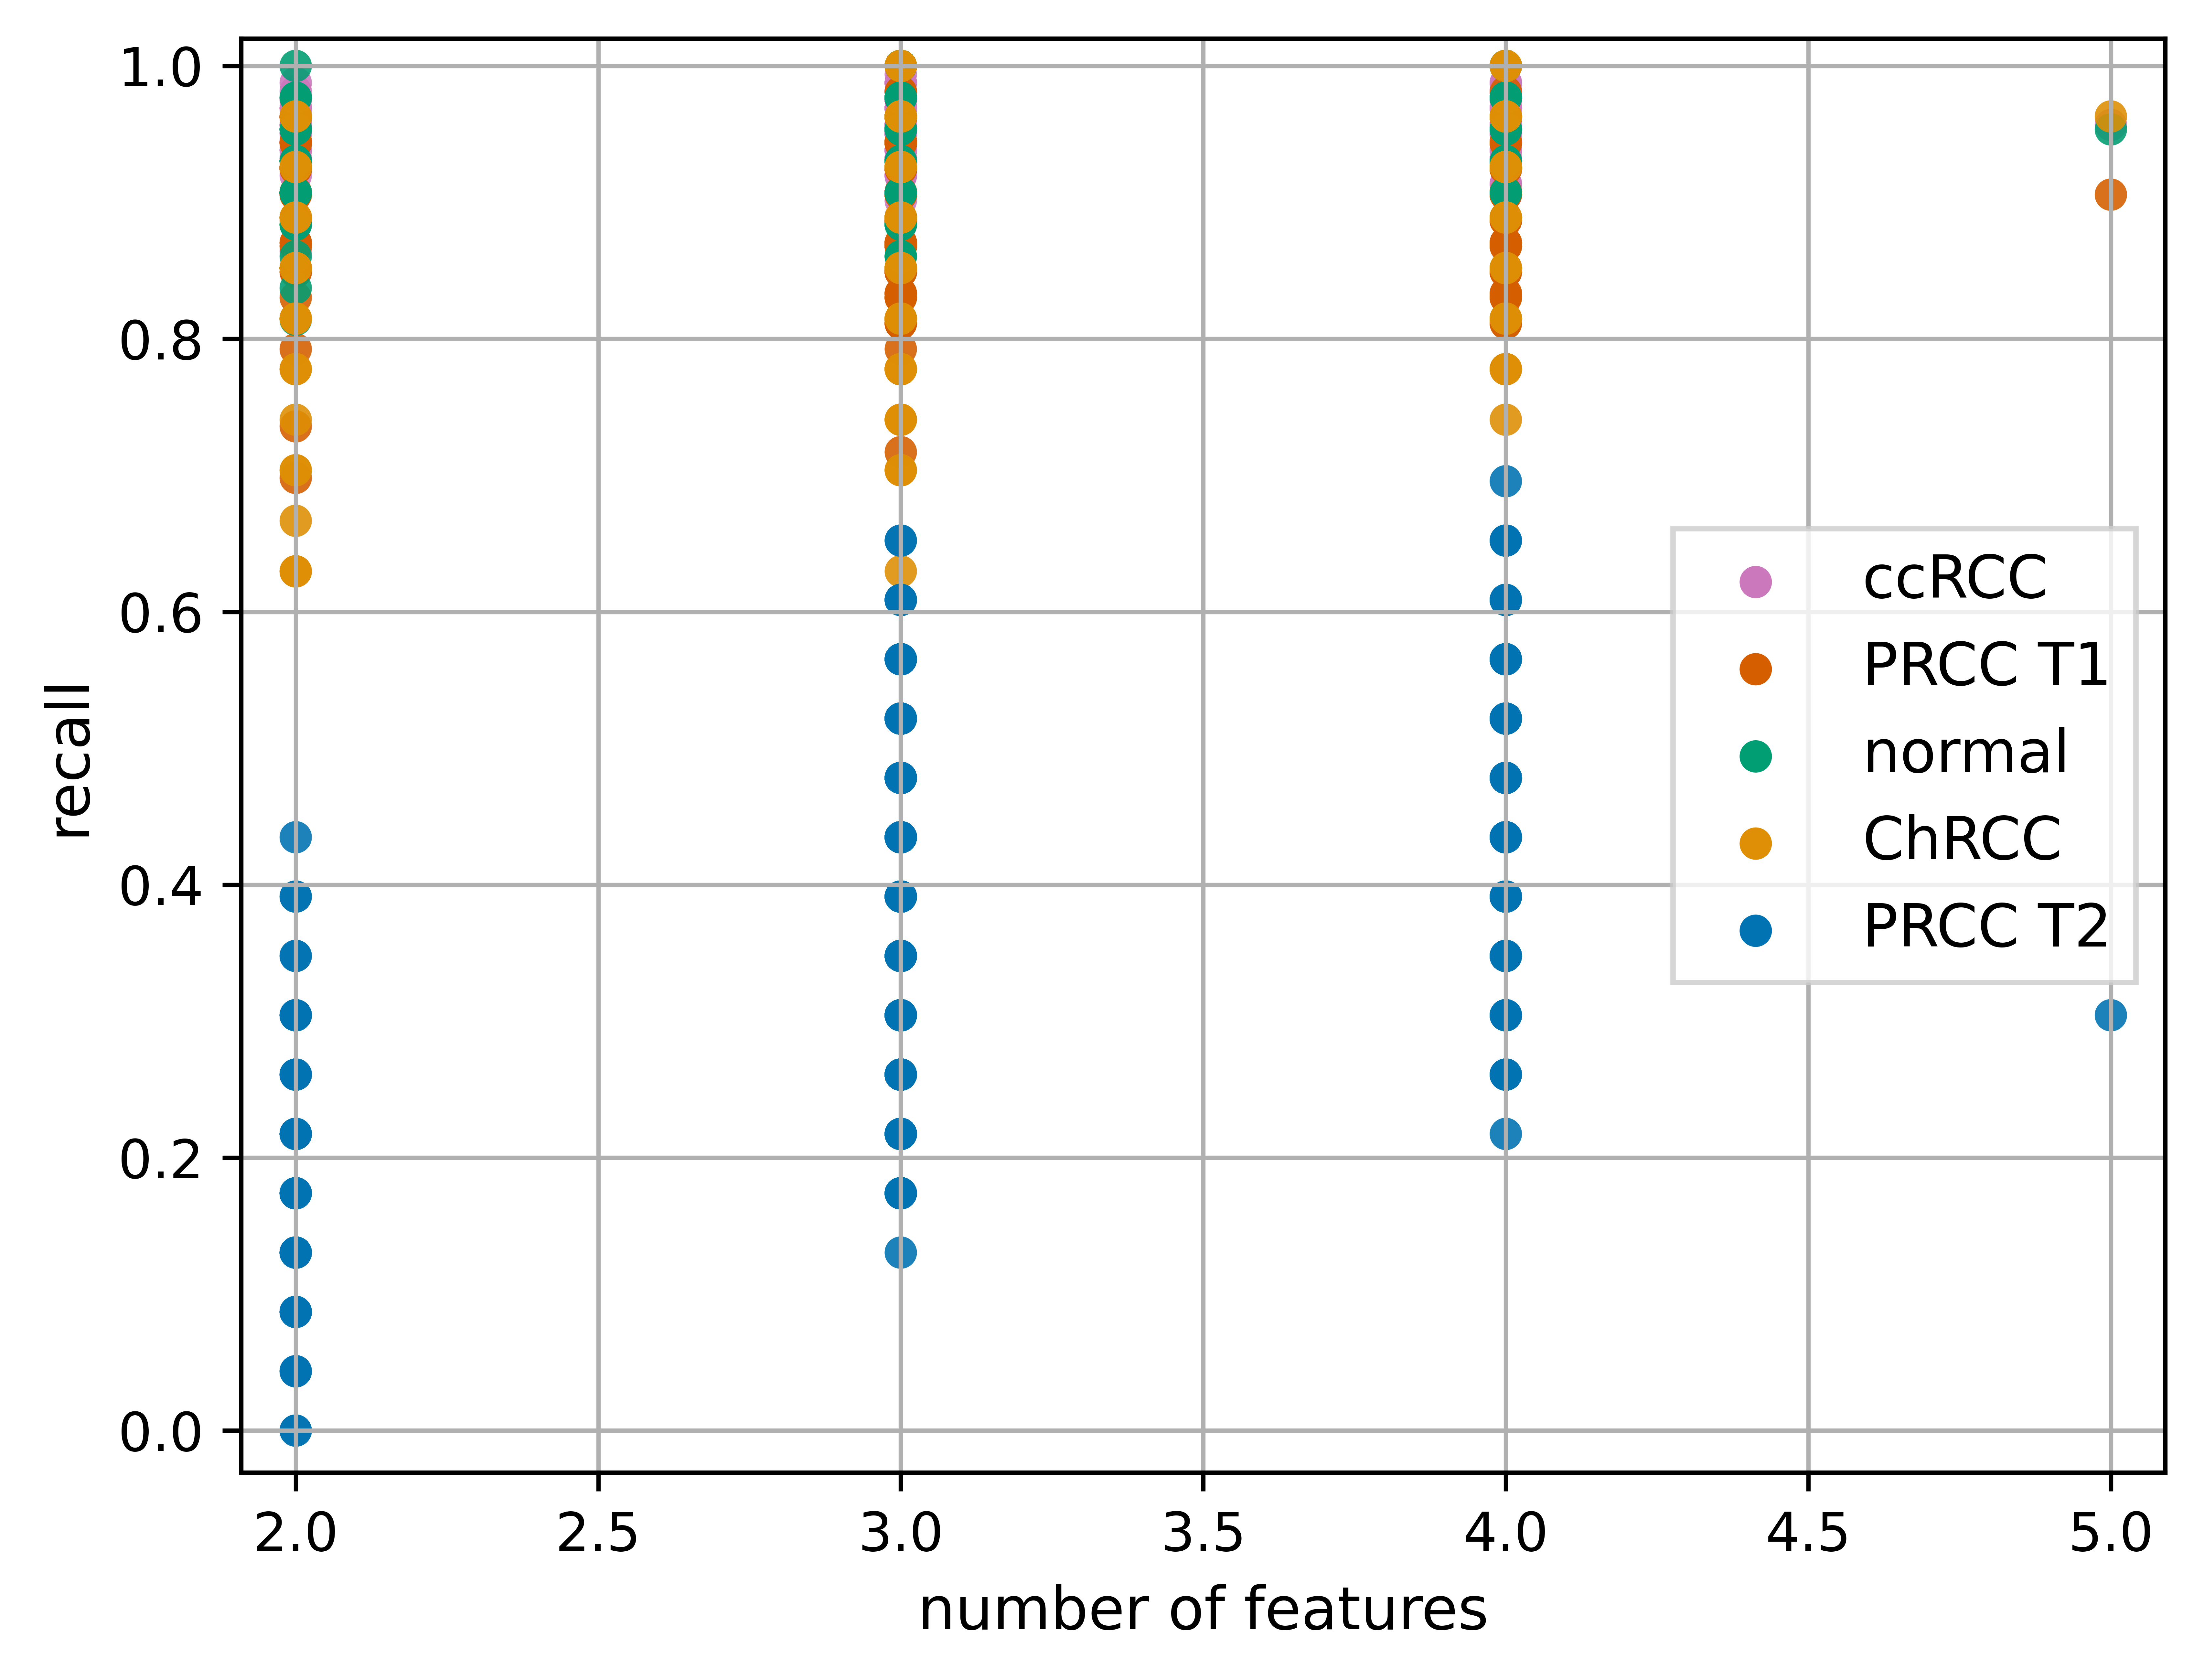 1.0
0.8
0.6
0.4
0.2
0.0
recall
ccRCC
PRCC T1
normal
ChRCC
PRCC T2
2.0 2.5 3.0 3.5 4.0 4.5 5.0
number of features